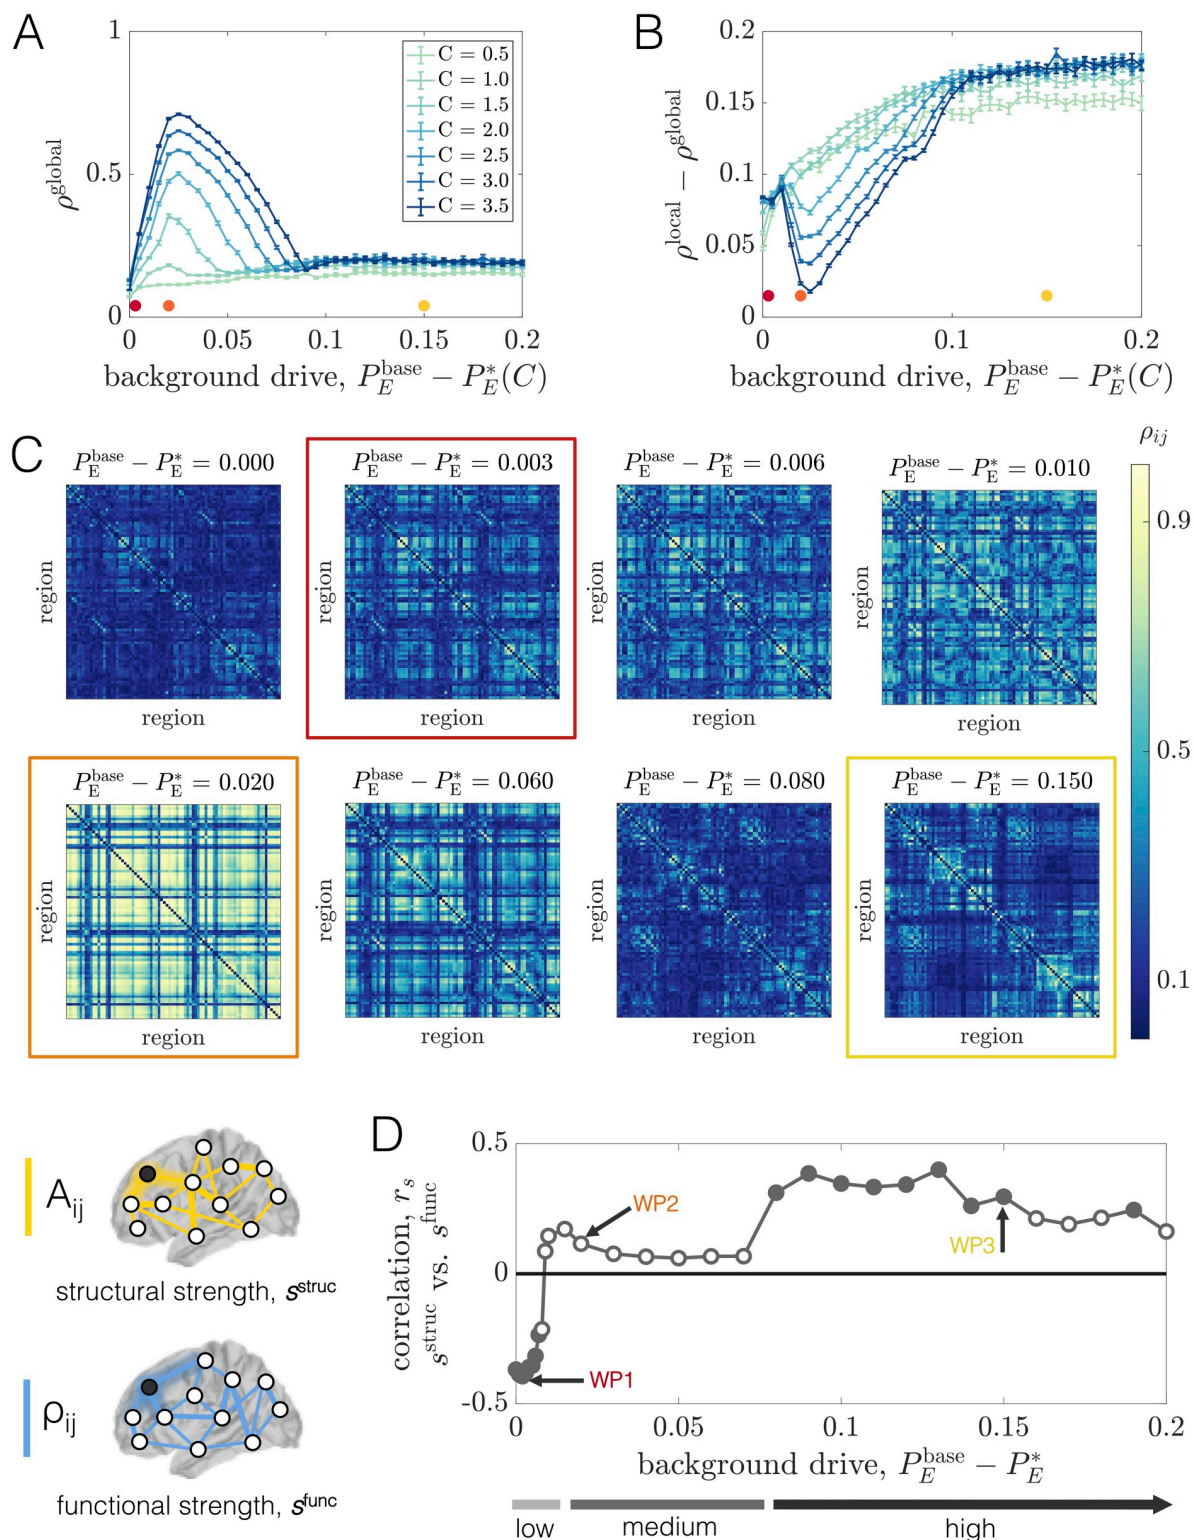 A
1
0.5
0
ρ^global
C = 0.5
C = 1.0
C = 1.5
C = 2.0
C = 2.5
C = 3.0
C = 3.5
0 0.05 0.1 0.15 0.2
background drive, P_E^base − P_E^*(C)
B
0.2
0.15
0.1
0.05
0
ρ^local − ρ^global
0 0.1 0.2
background drive, P_E^base − P_E^*(C)
C
P_E^base − P_E^* = 0.000
region
region
P_E^base − P_E^* = 0.003
region
region
P_E^base − P_E^* = 0.006
region
region
P_E^base − P_E^* = 0.010
region
region
P_E^base − P_E^* = 0.020
region
region
P_E^base − P_E^* = 0.060
region
region
P_E^base − P_E^* = 0.080
region
region
P_E^base − P_E^* = 0.150
region
region
ρ_ij
0.9
0.5
0.1
A_ij
structural strength, s^struc
ρ_ij
functional strength, s^func
D
0.5
0
-0.5
correlation, r_s
s^struc vs. s^func
WP1
WP2
WP3
0 0.05 0.1 0.15 0.2
background drive, P_E^base − P_E^*
low medium high